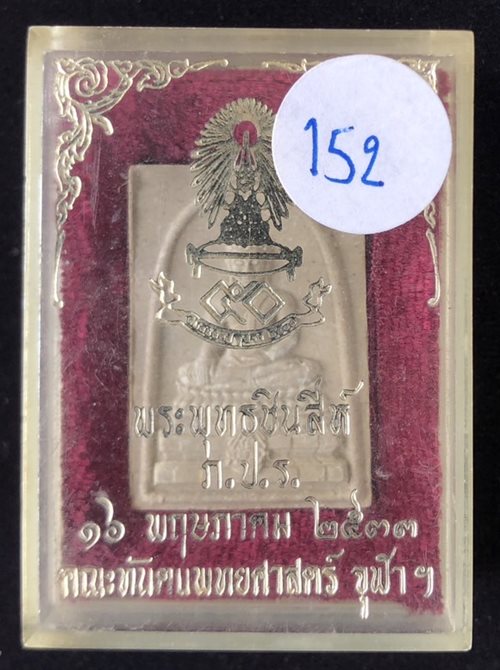 152
๕๐
พระพุทธชินสีห์
ภ.ป.ร.
๑๖ พฤษภาคม ๒๕๓๓
คณะทันตแพทยศาสตร์ จุฬาฯ